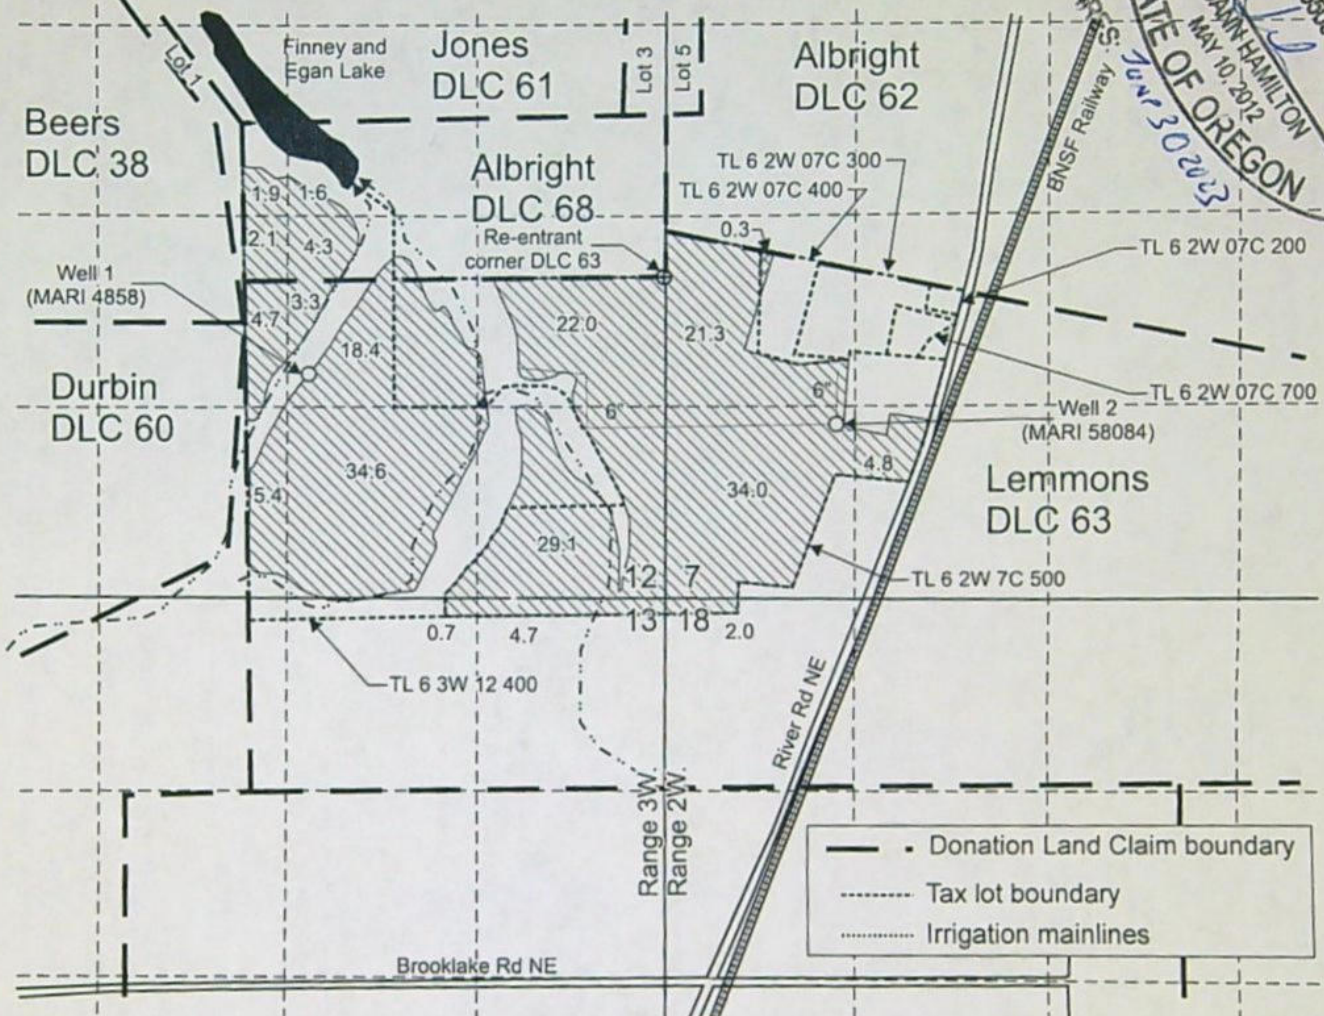 Lot 1
Finney and
Egan Lake
Jones
DLC 61
Lot 3
Lot 5
Albright
DLC 62
BNSF Railway
ANN HAMILTON
MAY 10, 2012
STATE OF OREGON
June 30 2023
Beers
DLC 38
Albright
DLC 68
TL 6 2W 07C 300
TL 6 2W 07C 400
1.9
1.6
2.1
4.3
Re-entrant
corner DLC 63
0.3
TL 6 2W 07C 200
Well 1
(MARI 4858)
3.3
4.7
18.4
22.0
21.3
Durbin
DLC 60
6"
6"
TL 6 2W 07C 700
Well 2
(MARI 58084)
34.6
5.4
34.0
4.8
Lemmons
DLC 63
29.1
12
7
TL 6 2W 7C 500
13
18
0.7
4.7
2.0
TL 6 3W 12 400
River Rd NE
Range 3W.
Range 2W.
Donation Land Claim boundary
Tax lot boundary
Irrigation mainlines
Brooklake Rd NE